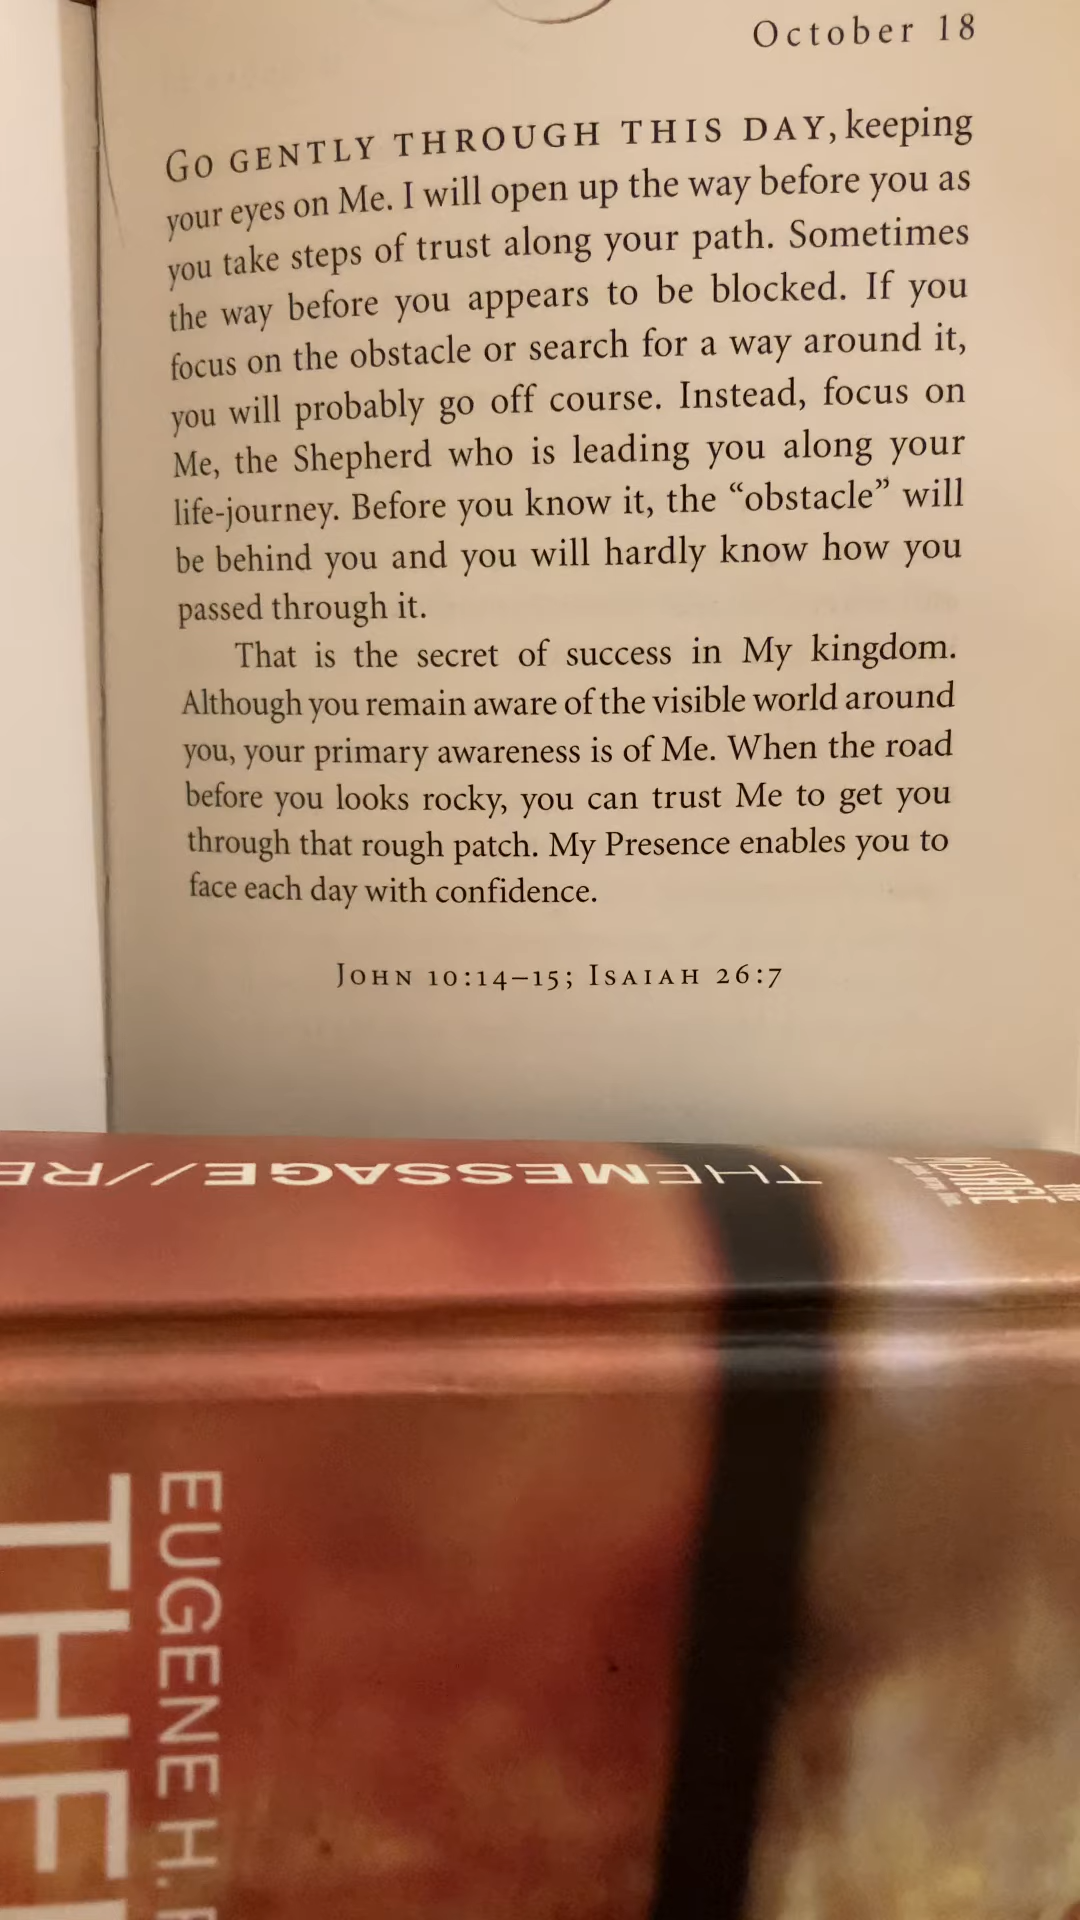 October 18
GO GENTLY THROUGH THIS DAY, keeping
your eyes on Me. I will open up the way before you as
you take steps of trust along your path. Sometimes
the way before you appears to be blocked. If you
focus on the obstacle or search for a way around it,
you will probably go off course. Instead, focus on
Me, the Shepherd who is leading you along your
life-journey. Before you know it, the “obstacle” will
be behind you and you will hardly know how you
passed through it.
That is the secret of success in My kingdom.
Although you remain aware of the visible world around
you, your primary awareness is of Me. When the road
before you looks rocky, you can trust Me to get you
through that rough patch. My Presence enables you to
face each day with confidence.
JOHN 10:14–15; ISAIAH 26:7
THEMESSAGE//RE
the
MESSAGE
EUGENE H.
THE